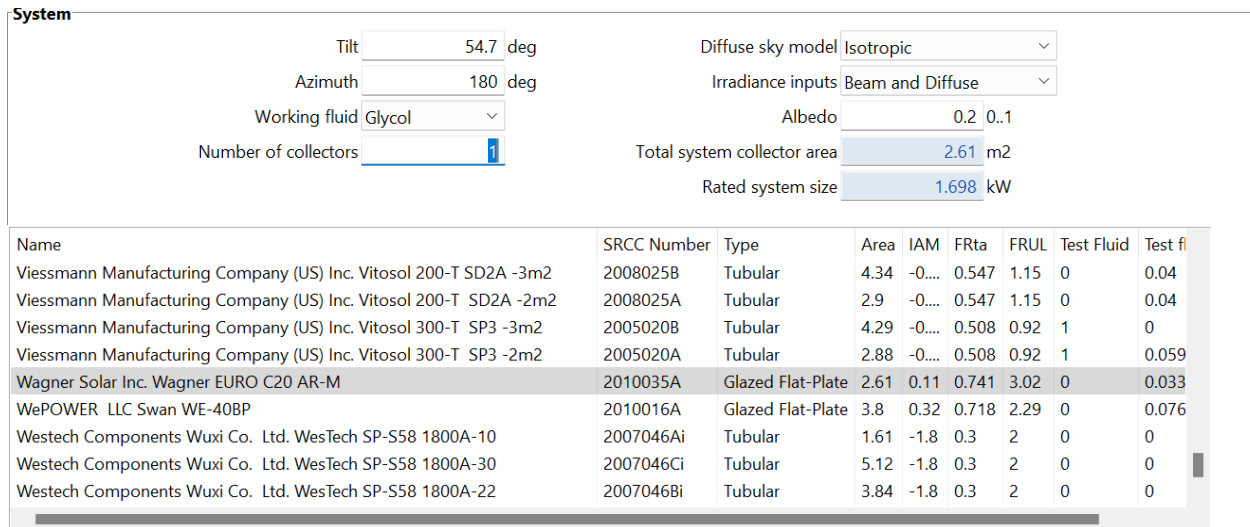 System
Tilt 54.7 deg Diffuse sky model Isotropic
Azimuth 180 deg Irradiance inputs Beam and Diffuse
Working fluid Glycol Albedo 0.2 0..1
Number of collectors 1 Total system collector area 2.61 m2
Rated system size 1.698 kW
Name SRCC Number Type Area IAM FRta FRUL Test Fluid Test fl
Viessmann Manufacturing Company (US) Inc. Vitosol 200-T SD2A -3m2 2008025B Tubular 4.34 -0.... 0.547 1.15 0 0.04
Viessmann Manufacturing Company (US) Inc. Vitosol 200-T  SD2A -2m2 2008025A Tubular 2.9 -0.... 0.547 1.15 0 0.04
Viessmann Manufacturing Company (US) Inc. Vitosol 300-T  SP3 -3m2 2005020B Tubular 4.29 -0.... 0.508 0.92 1 0
Viessmann Manufacturing Company (US) Inc. Vitosol 300-T  SP3 -2m2 2005020A Tubular 2.88 -0.... 0.508 0.92 1 0.059
Wagner Solar Inc. Wagner EURO C20 AR-M 2010035A Glazed Flat-Plate 2.61 0.11 0.741 3.02 0 0.033
WePOWER  LLC Swan WE-40BP 2010016A Glazed Flat-Plate 3.8 0.32 0.718 2.29 0 0.076
Westech Components Wuxi Co.  Ltd. WesTech SP-S58 1800A-10 2007046Ai Tubular 1.61 -1.8 0.3 2 0 0
Westech Components Wuxi Co.  Ltd. WesTech SP-S58 1800A-30 2007046Ci Tubular 5.12 -1.8 0.3 2 0 0
Westech Components Wuxi Co.  Ltd. WesTech SP-S58 1800A-22 2007046Bi Tubular 3.84 -1.8 0.3 2 0 0